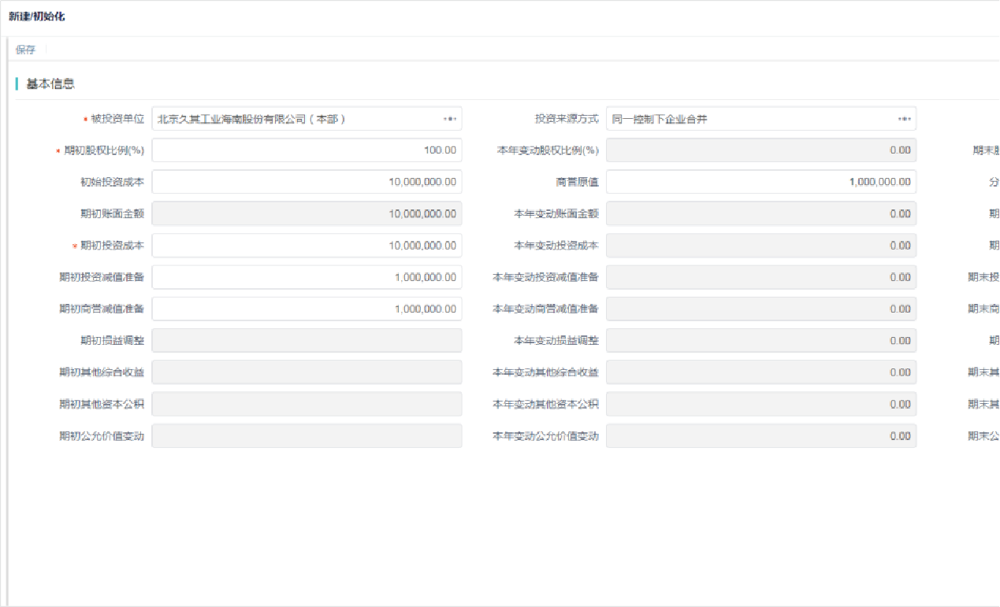 新建/初始化
保存
基本信息
* 被投资单位 北京久其工业海南股份有限公司（本部） 投资来源方式 同一控制下企业合并
* 期初股权比例(%) 100.00 本年变动股权比例(%) 0.00 期末股
初始投资成本 10,000,000.00 商誉原值 1,000,000.00 分
期初账面金额 10,000,000.00 本年变动账面金额 0.00 期
* 期初投资成本 10,000,000.00 本年变动投资成本 0.00 期
期初投资减值准备 1,000,000.00 本年变动投资减值准备 0.00 期末投
期初商誉减值准备 1,000,000.00 本年变动商誉减值准备 0.00 期末商
期初损益调整 本年变动损益调整 0.00 期
期初其他综合收益 本年变动其他综合收益 0.00 期末其
期初其他资本公积 本年变动其他资本公积 0.00 期末其
期初公允价值变动 本年变动公允价值变动 0.00 期末公